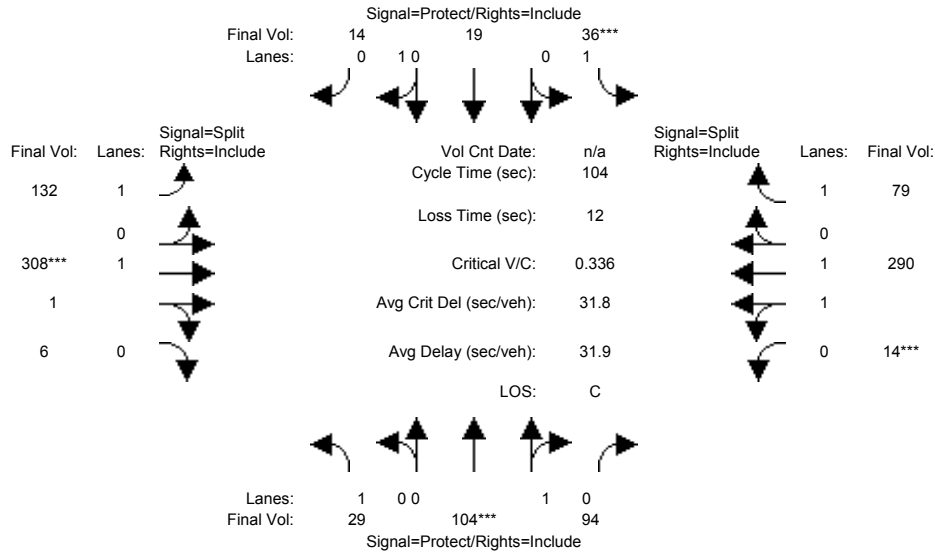 Signal=Protect/Rights=Include
Final Vol: 14 19 36***
Lanes: 0 1 0 0 1
Signal=Split
Final Vol: Lanes: Rights=Include
Vol Cnt Date: n/a
Signal=Split
Rights=Include Lanes: Final Vol:
132 1
Cycle Time (sec): 104
1 79
0
Loss Time (sec): 12
0
308*** 1
Critical V/C: 0.336
1 290
1
Avg Crit Del (sec/veh): 31.8
1
6 0
Avg Delay (sec/veh): 31.9
0 14***
LOS: C
Lanes: 1 0 0 1 0
Final Vol: 29 104*** 94
Signal=Protect/Rights=Include